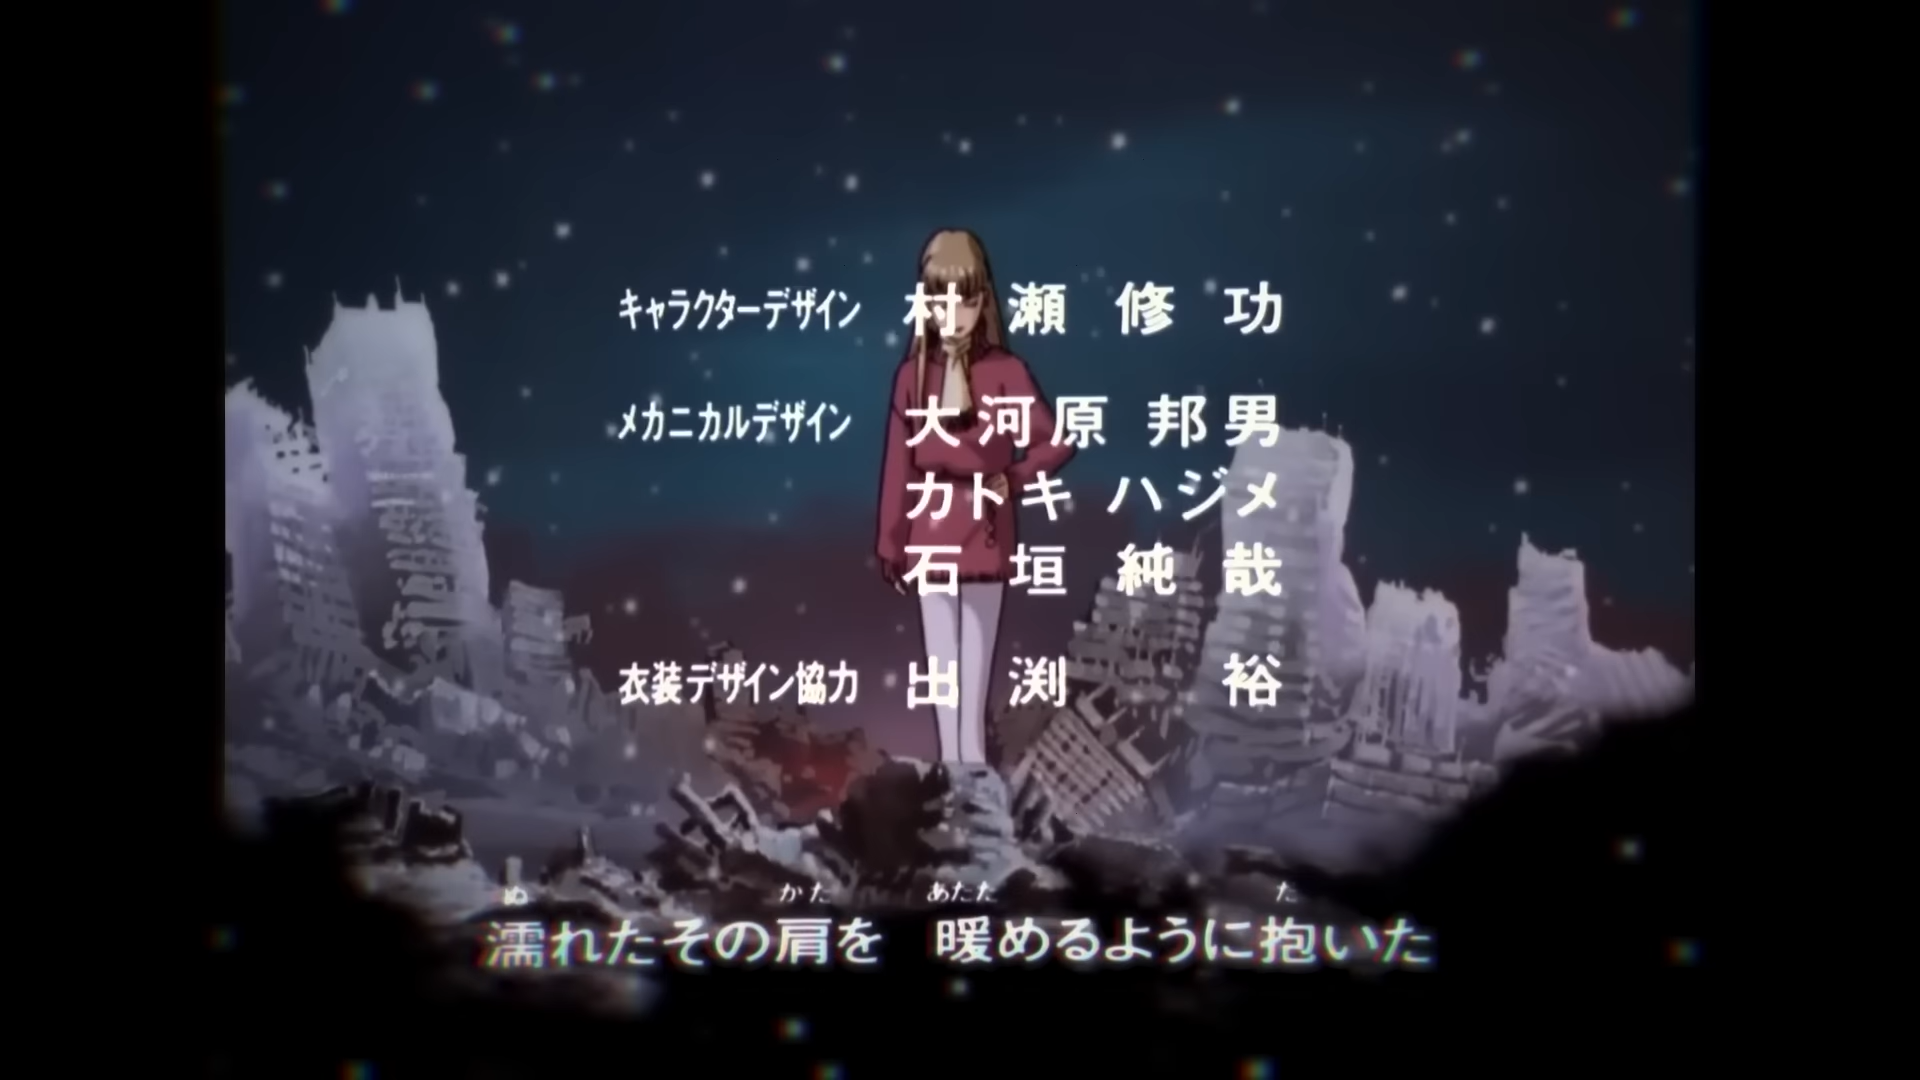 キャラクターデザイン 村瀬修功
メカニカルデザイン 大河原邦男
カトキハジメ
石垣純哉
衣装デザイン協力 出渕裕
ぬ かた あたた だ
濡れたその肩を 暖めるように抱いた